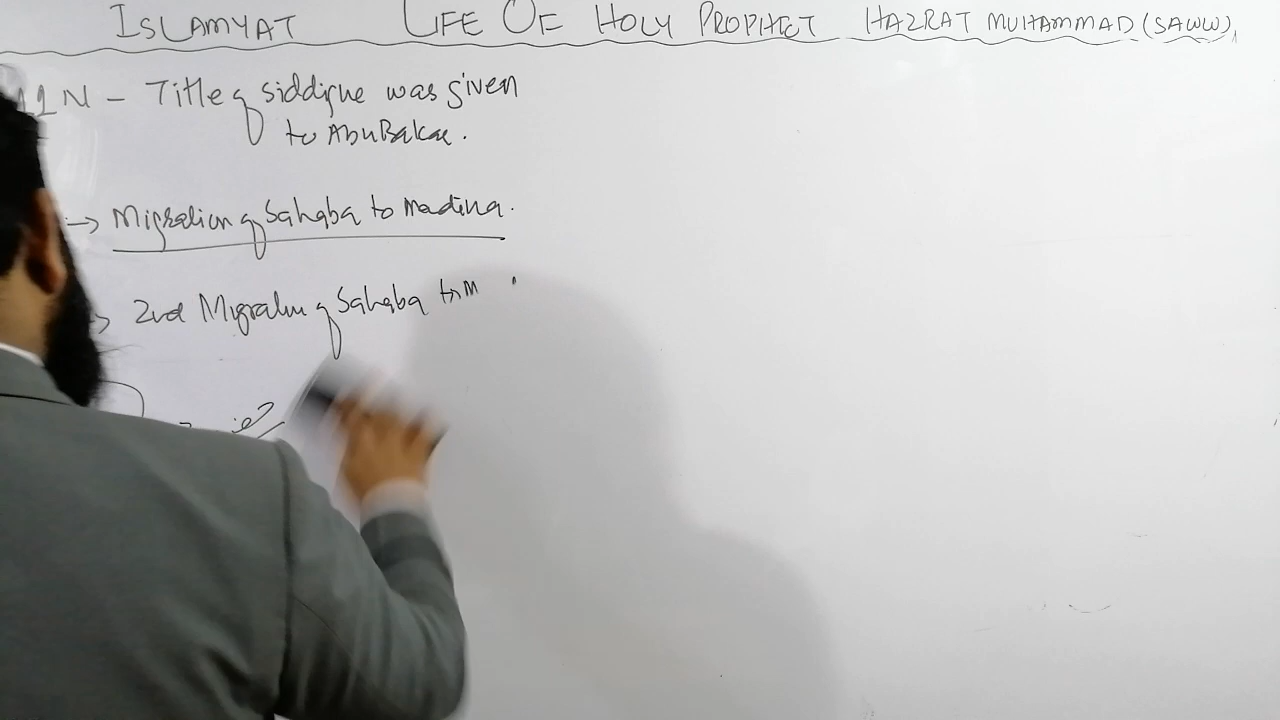 ISLAMYAT LIFE OF HOLY PROPHET HAZRAT MUHAMMAD (SAWW)
N – Title of siddique was given
to AbuBakar.
→ Migration of Sahaba to Madina.
2nd Migration of Sahaba to M